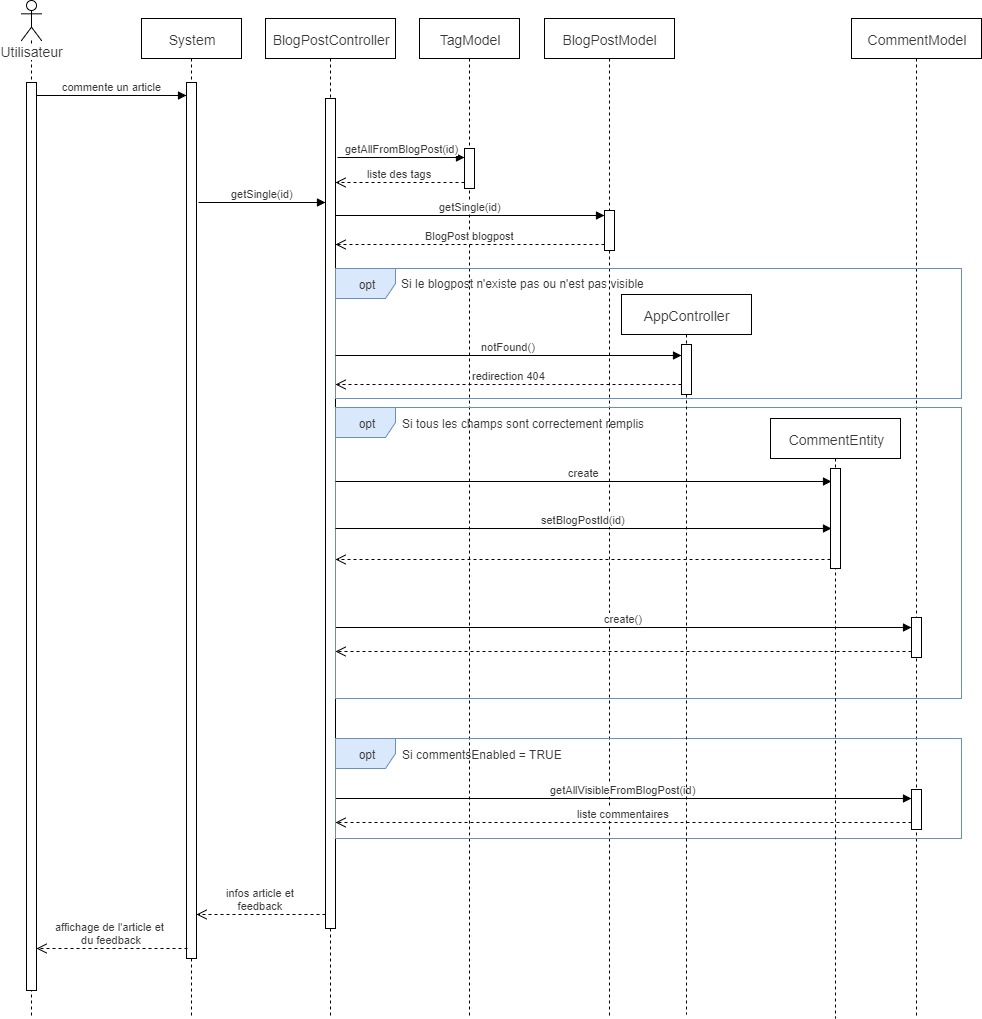 Utilisateur
System
BlogPostController
TagModel
BlogPostModel
CommentModel
commente un article
getAllFromBlogPost(id)
liste des tags
getSingle(id)
getSingle(id)
BlogPost blogpost
opt
Si le blogpost n'existe pas ou n'est pas visible
AppController
notFound()
redirection 404
opt
Si tous les champs sont correctement remplis
CommentEntity
create
setBlogPostId(id)
create()
opt
Si commentsEnabled = TRUE
getAllVisibleFromBlogPost(id)
liste commentaires
infos article et
feedback
affichage de l'article et
du feedback